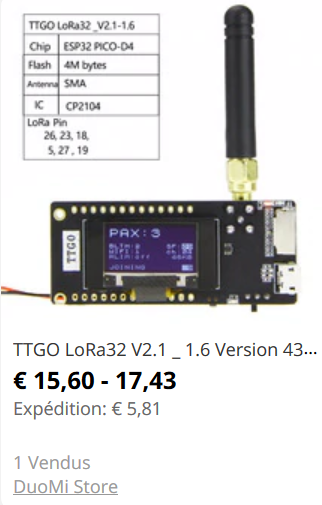 TTGO LoRa32 _V2.1-1.6
Chip ESP32 PICO-D4
Flash 4M bytes
Antenna SMA
IC CP2104
LoRa Pin
26, 23, 18,
5, 27 , 19
PAX:3
JOINING
TTGO
TTGO LoRa32 V2.1 _ 1.6 Version 43...
€ 15,60 - 17,43
Expédition: € 5,81
1 Vendus
DuoMi Store